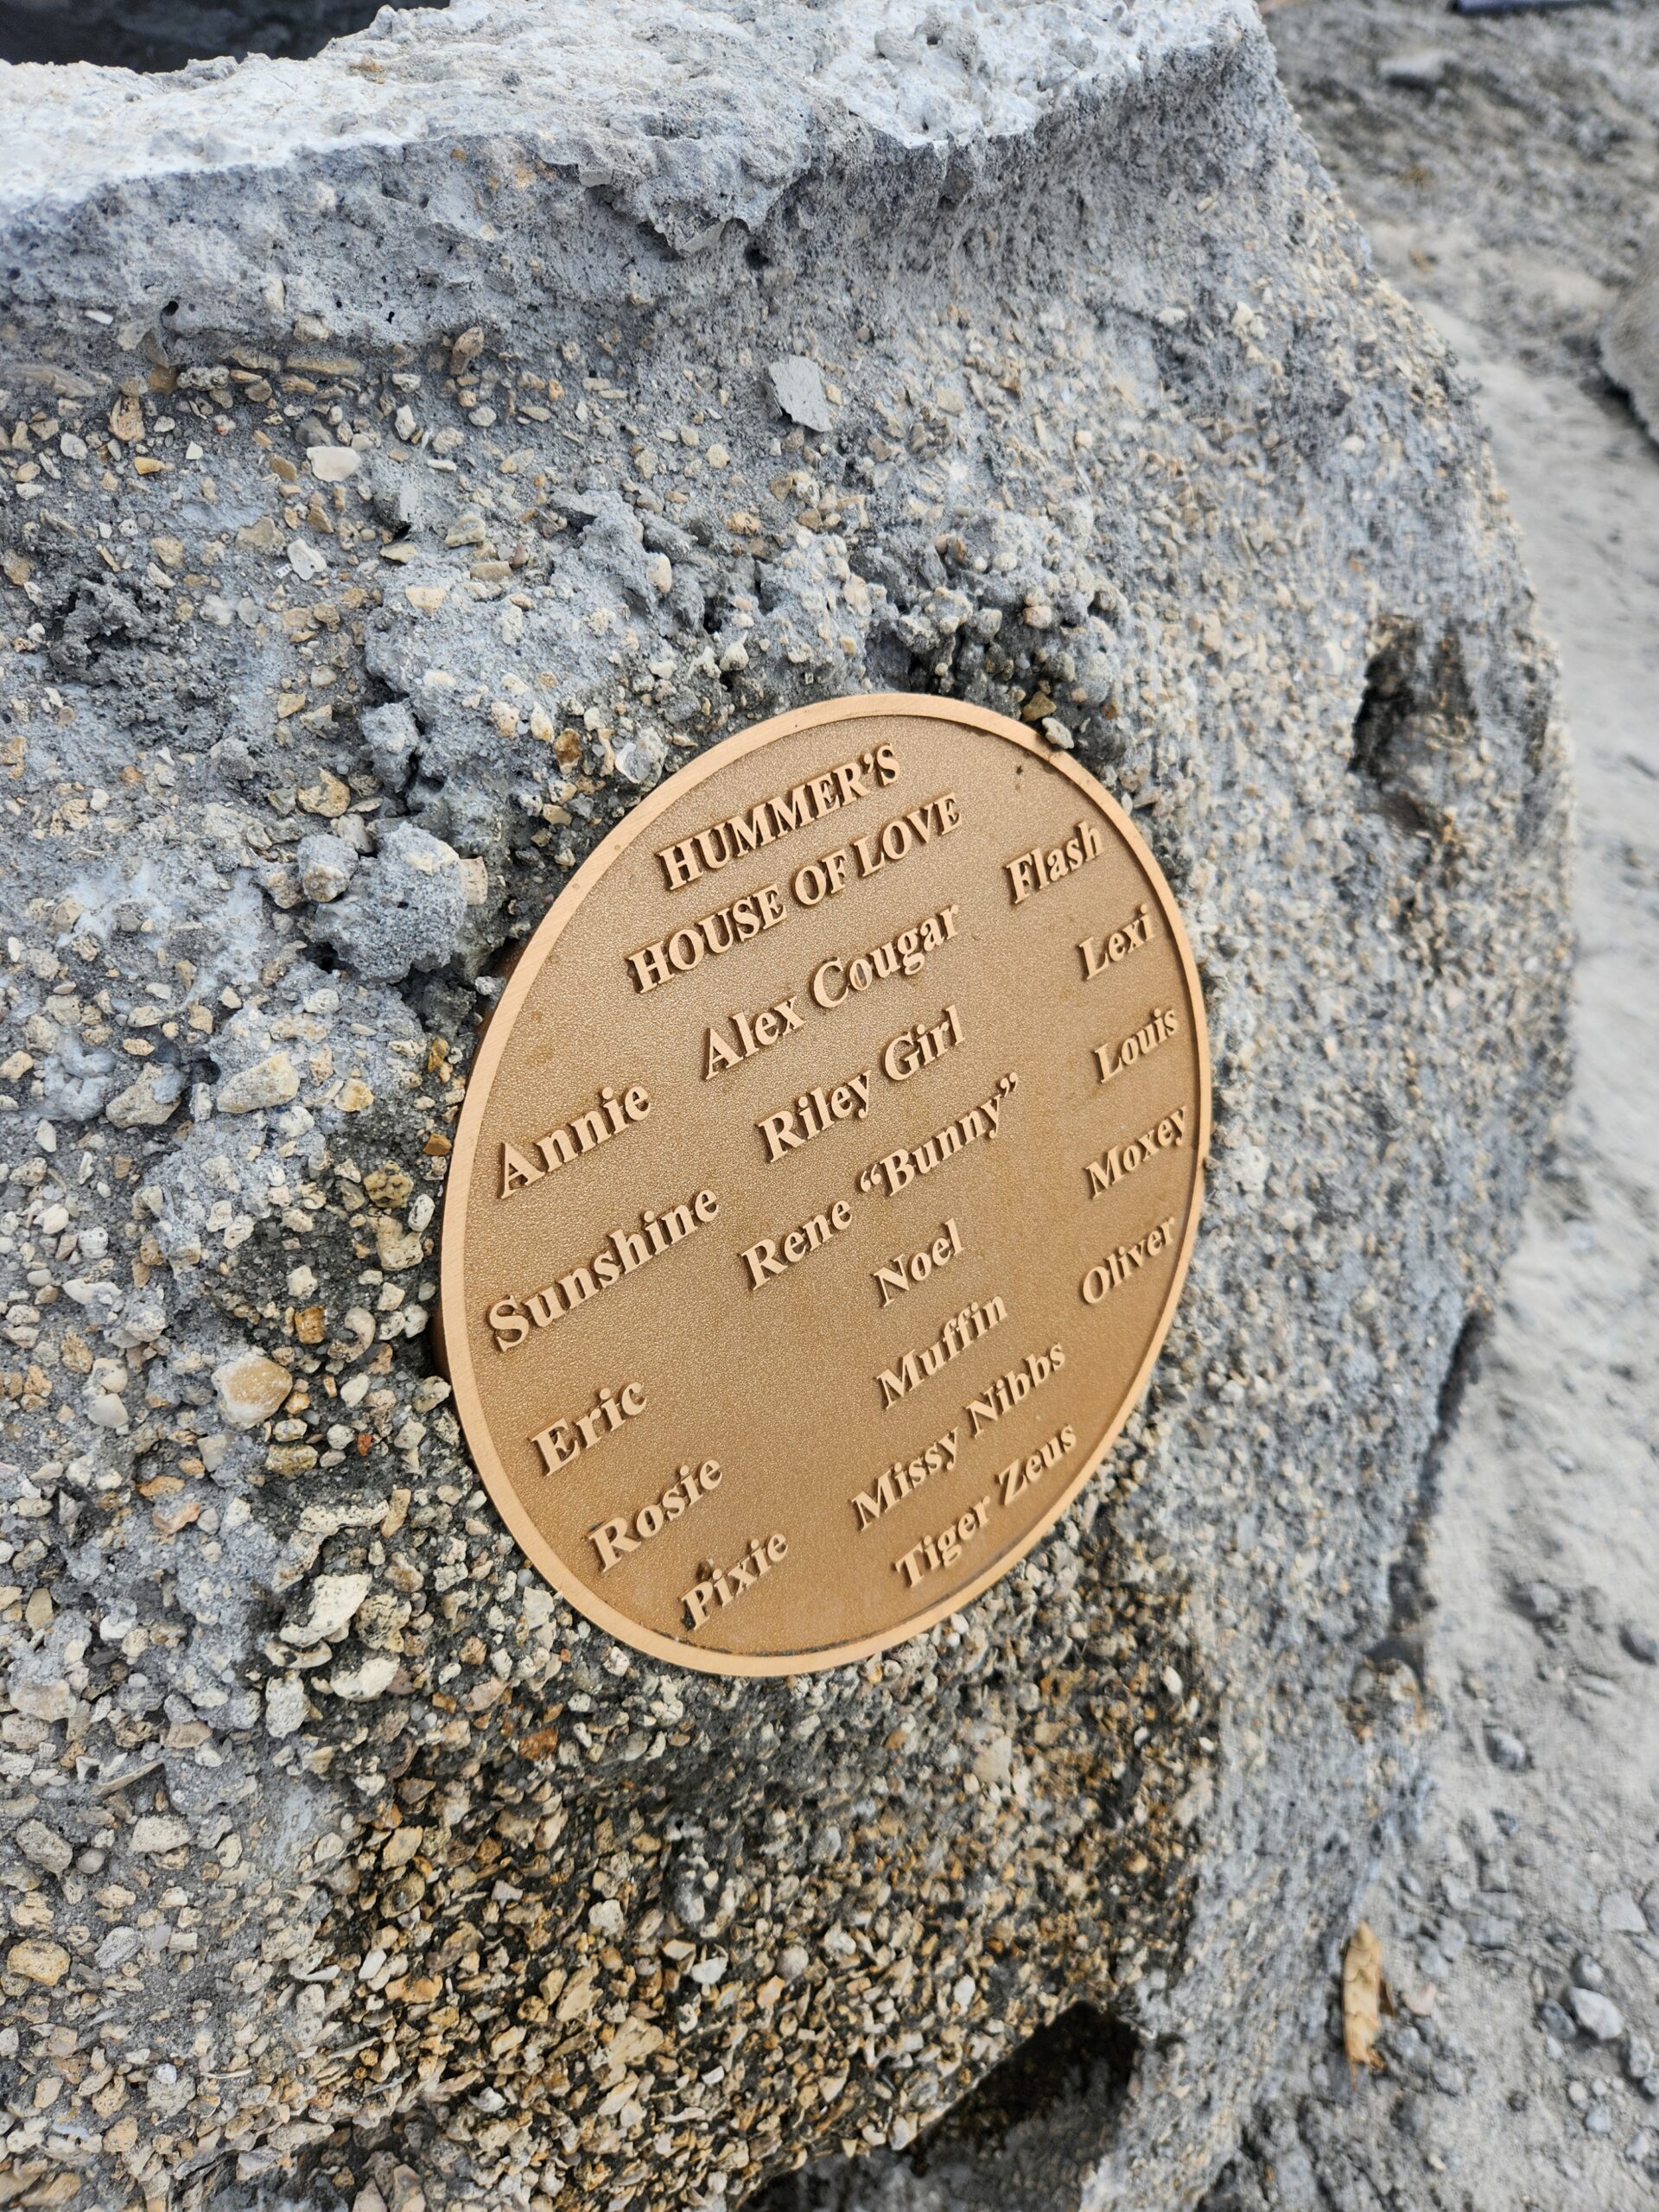 HUMMER'S
HOUSE OF LOVE
Annie
Sunshine
Eric
Rosie
Pixie
Alex Cougar
Riley Girl
Rene “Bunny”
Noel
Muffin
Missy Nibbs
Tiger Zeus
Flash
Lexi
Louis
Moxey
Oliver